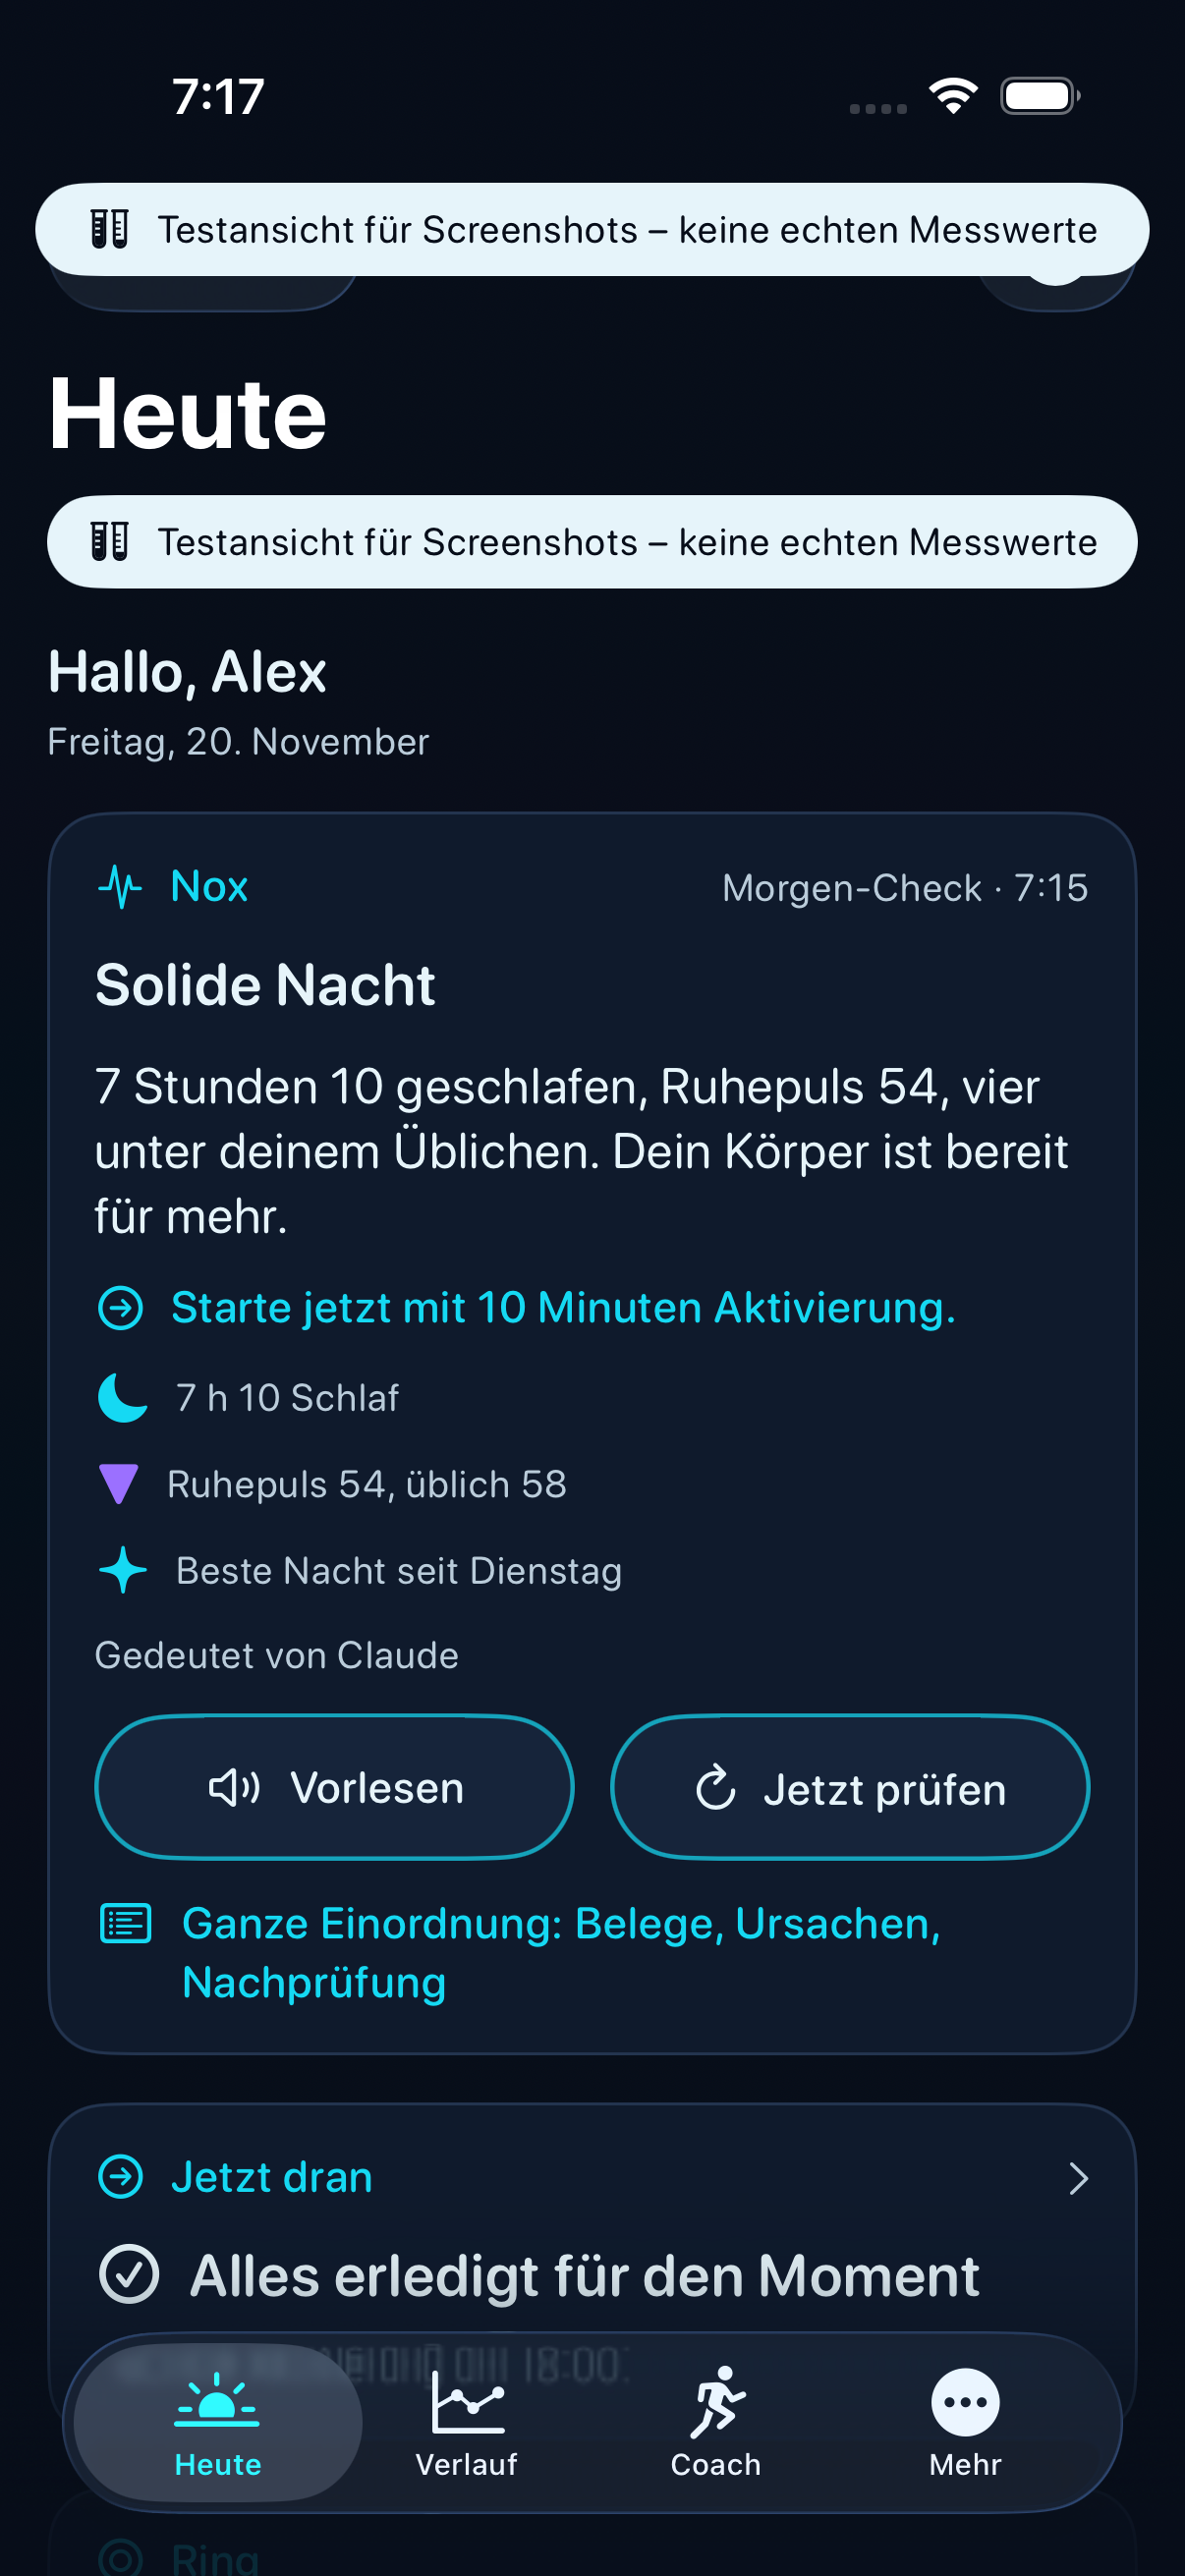 7:17
Testansicht für Screenshots – keine echten Messwerte
Heute
Testansicht für Screenshots – keine echten Messwerte
Hallo, Alex
Freitag, 20. November
Nox
Morgen-Check · 7:15
Solide Nacht
7 Stunden 10 geschlafen, Ruhepuls 54, vier
unter deinem Üblichen. Dein Körper ist bereit
für mehr.
Starte jetzt mit 10 Minuten Aktivierung.
7 h 10 Schlaf
Ruhepuls 54, üblich 58
Beste Nacht seit Dienstag
Gedeutet von Claude
Vorlesen
Jetzt prüfen
Ganze Einordnung: Belege, Ursachen,
Nachprüfung
Jetzt dran
Alles erledigt für den Moment
18:00.
Heute
Verlauf
Coach
Mehr
Ring